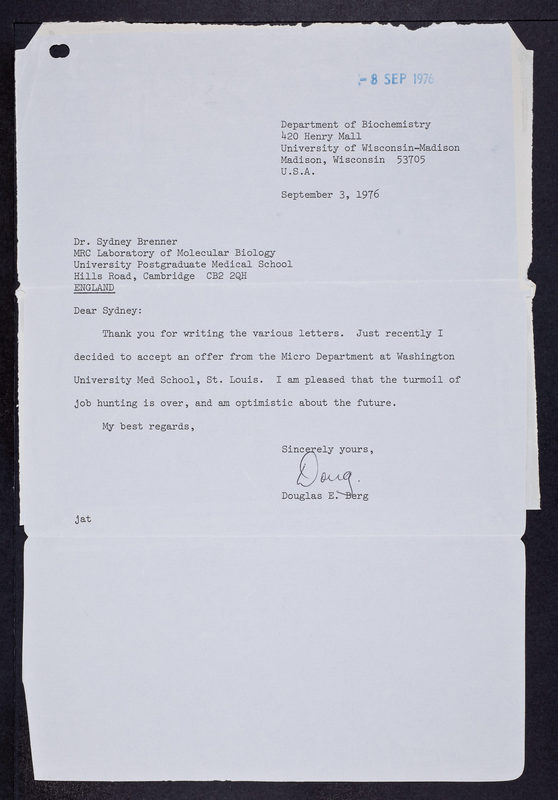 - 8 SEP 1976
Department of Biochemistry
420 Henry Mall
University of Wisconsin-Madison
Madison, Wisconsin 53705
U.S.A.
September 3, 1976
Dr. Sydney Brenner
MRC Laboratory of Molecular Biology
University Postgraduate Medical School
Hills Road, Cambridge CB2 2QH
ENGLAND
Dear Sydney:
Thank you for writing the various letters. Just recently I
decided to accept an offer from the Micro Department at Washington
University Med School, St. Louis. I am pleased that the turmoil of
job hunting is over, and am optimistic about the future.
My best regards,
Sincerely yours,
Doug.
Douglas E. Berg
jat